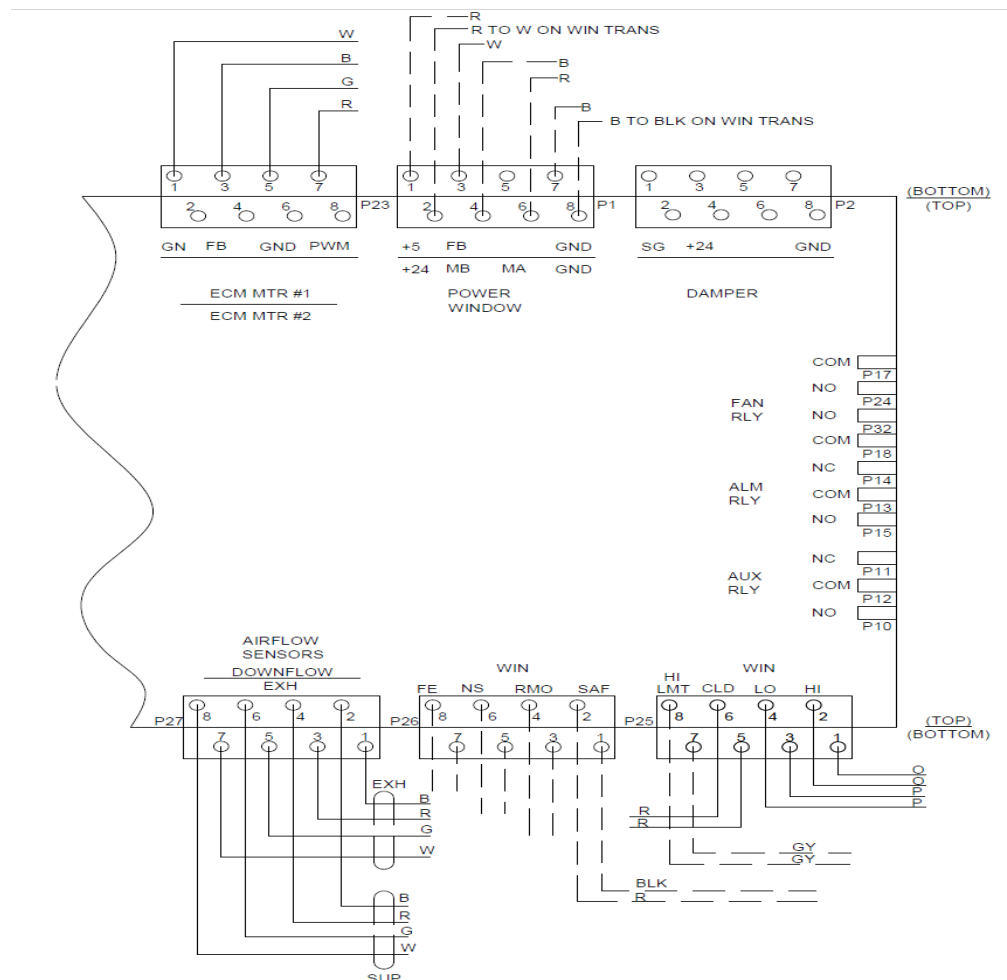 R
R TO W ON WIN TRANS
W
W
B
B
R
G
R
B
B TO BLK ON WIN TRANS
1 3 5 7
2 4 6 8
P23
1 3 5 7
2 4 6 8
P1
1 3 5 7
2 4 6 8
P2
(BOTTOM)
(TOP)
GN FB GND PWM
+5 FB GND
+24 MB MA GND
SG +24 GND
ECM MTR #1
ECM MTR #2
POWER
WINDOW
DAMPER
COM
P17
NO
P24
FAN
RLY
NO
P32
COM
P18
NC
P14
ALM
RLY
COM
P13
NO
P15
NC
P11
AUX
RLY
COM
P12
NO
P10
AIRFLOW
SENSORS
DOWNFLOW
EXH
WIN
FE NS RMO SAF
WIN
HI
LMT CLD LO HI
P27
8 6 4 2
7 5 3 1
P26
8 6 4 2
7 5 3 1
P25
8 6 4 2
7 5 3 1
(TOP)
(BOTTOM)
EXH
B
R
G
W
O
O
P
P
R
R
GY
GY
BLK
R
B
R
G
W
SUP